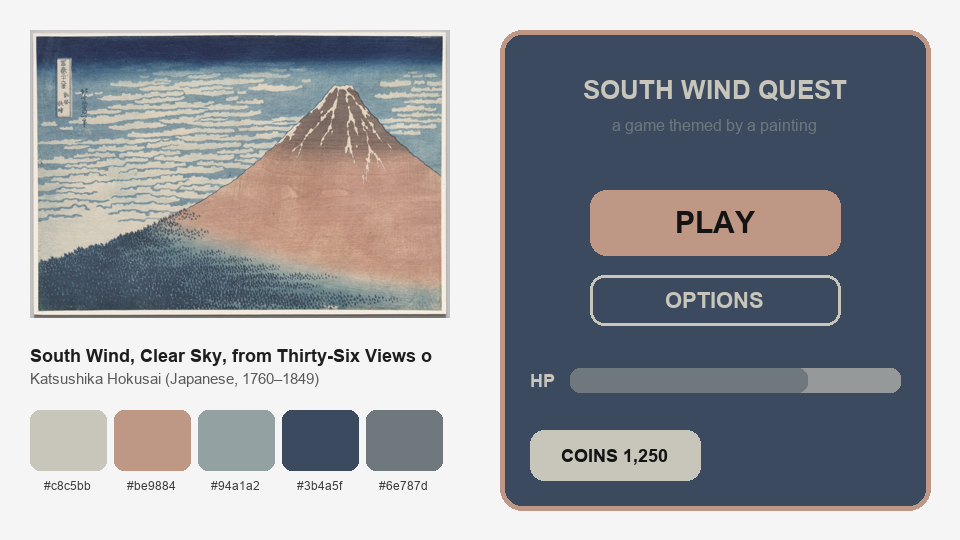 South Wind, Clear Sky, from Thirty-Six Views o
Katsushika Hokusai (Japanese, 1760–1849)
#c8c5bb
#be9884
#94a1a2
#3b4a5f
#6e787d
SOUTH WIND QUEST
a game themed by a painting
PLAY
OPTIONS
HP
COINS 1,250